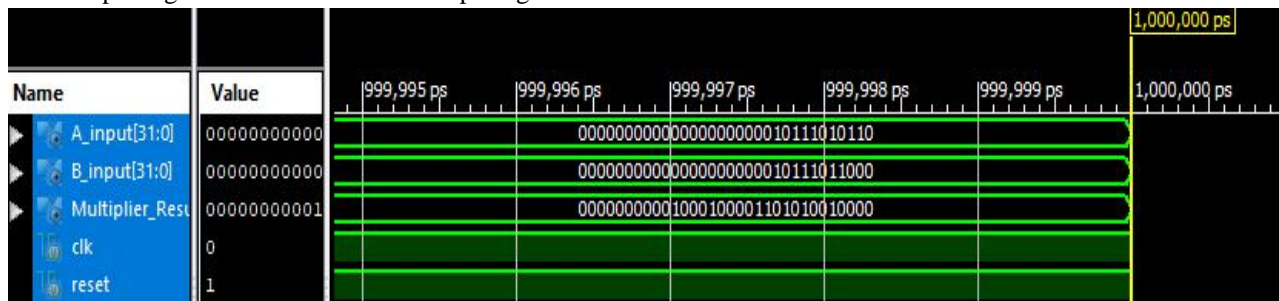 1,000,000 ps
Name Value 999,995 ps 999,996 ps 999,997 ps 999,998 ps 999,999 ps 1,000,000 ps
A_input[31:0] 00000000000 00000000000000000000010111010110
B_input[31:0] 00000000000 00000000000000000000010111011000
Multiplier_Resu 00000000001 00000000001000100001101010010000
clk 0
reset 1